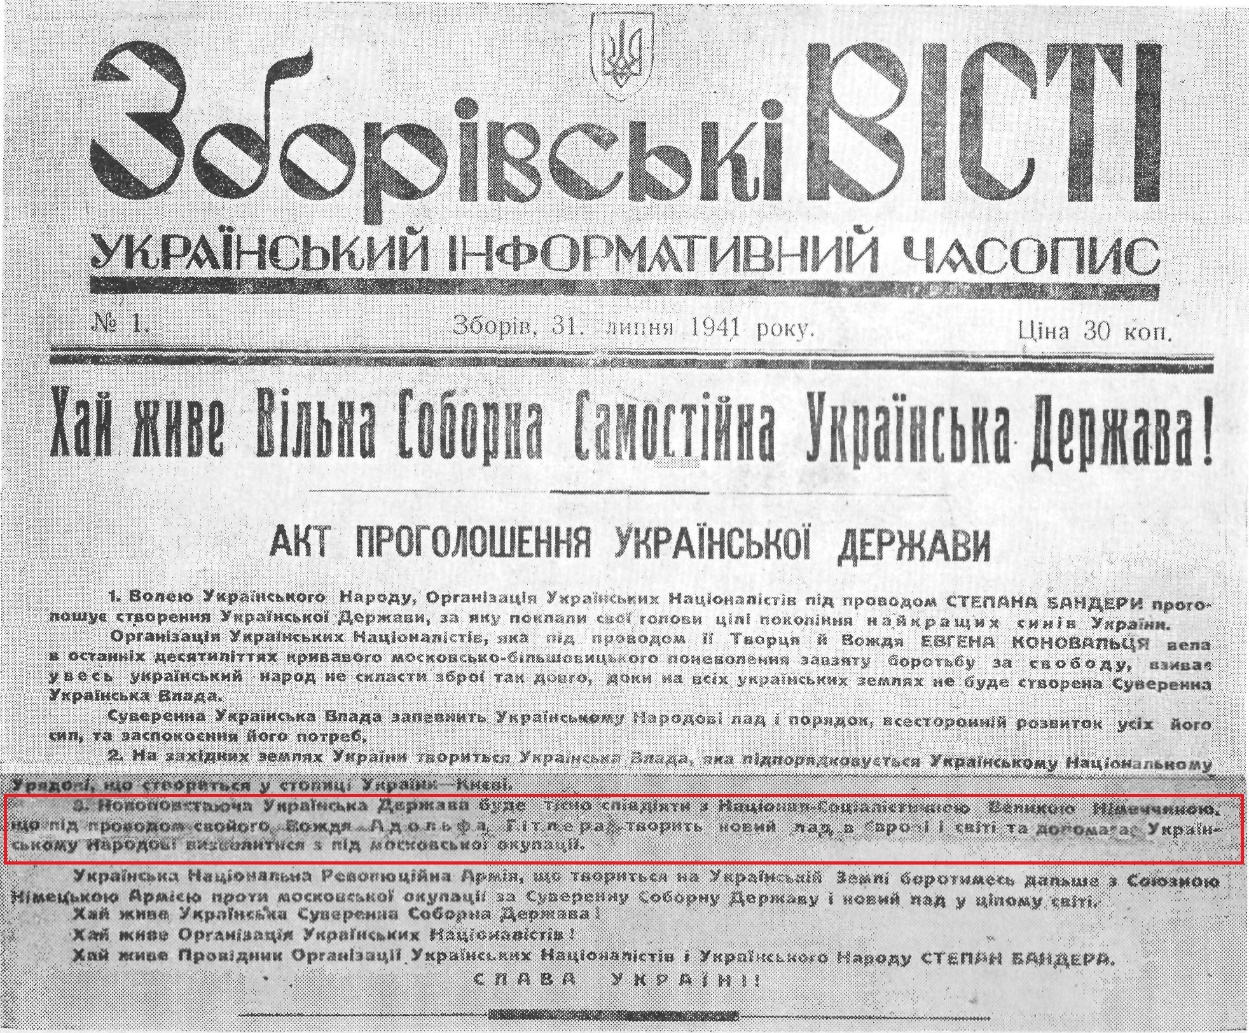 Зборівські ВІСТІ
УКРАЇНСЬКИЙ ІНФОРМАТИВНИЙ ЧАСОПИС
№ 1.
Зборів, 31. липня 1941 року.
Ціна 30 коп.
Хай живе Вільна Соборна Самостійна Українська Держава!
АКТ ПРОГОЛОШЕННЯ УКРАЇНСЬКОЇ ДЕРЖАВИ
1. Волею Українського Народу, Організація Українських Націоналістів під проводом СТЕПАНА БАНДЕРИ прого-
лошує створення Української Держави, за яку поклали свої голови цілі покоління найкращих синів України.
Організація Українських Націоналістів, яка під проводом її Творця й Вождя ЕВГЕНА КОНОВАЛЬЦЯ вела
в останніх десятиліттях кривавого московсько-більшовицького поневолення завзяту боротьбу за свободу, взиває
увесь український народ не скласти зброї так довго, доки на всіх українських землях не буде створена Суверенна
Українська Влада.
Суверенна Українська Влада запевнить Українському Народові лад і порядок, всесторонній розвиток усіх його
сил, та заспокоєння його потреб.
2. На західних землях України твориться Українська Влада, яка підпорядковується Українському Національному
Урядові, що створиться у столиці України—Києві.
3. Новоповстаюча Українська Держава буде тісно співдіяти з Націонал-Соціялістичною Великою Німеччиною,
що під проводом свойого Вождя Адольфа Гітлера творить новий лад в Європі і світі та допомагає Україн-
ському Народові визволитися з під московської окупації.
Українська Національна Революційна Армія, що твориться на Українській Землі боротимесь дальше з Союзною
Німецькою Армією проти московської окупації за Суверенну Соборну Державу і новий лад у цілому світі.
Хай живе Українська Суверенна Соборна Держава!
Хай живе Організація Українських Націоналістів!
Хай живе Провідник Організації Українських Націоналістів і Українського Народу СТЕПАН БАНДЕРА.
СЛАВА УКРАЇНІ!